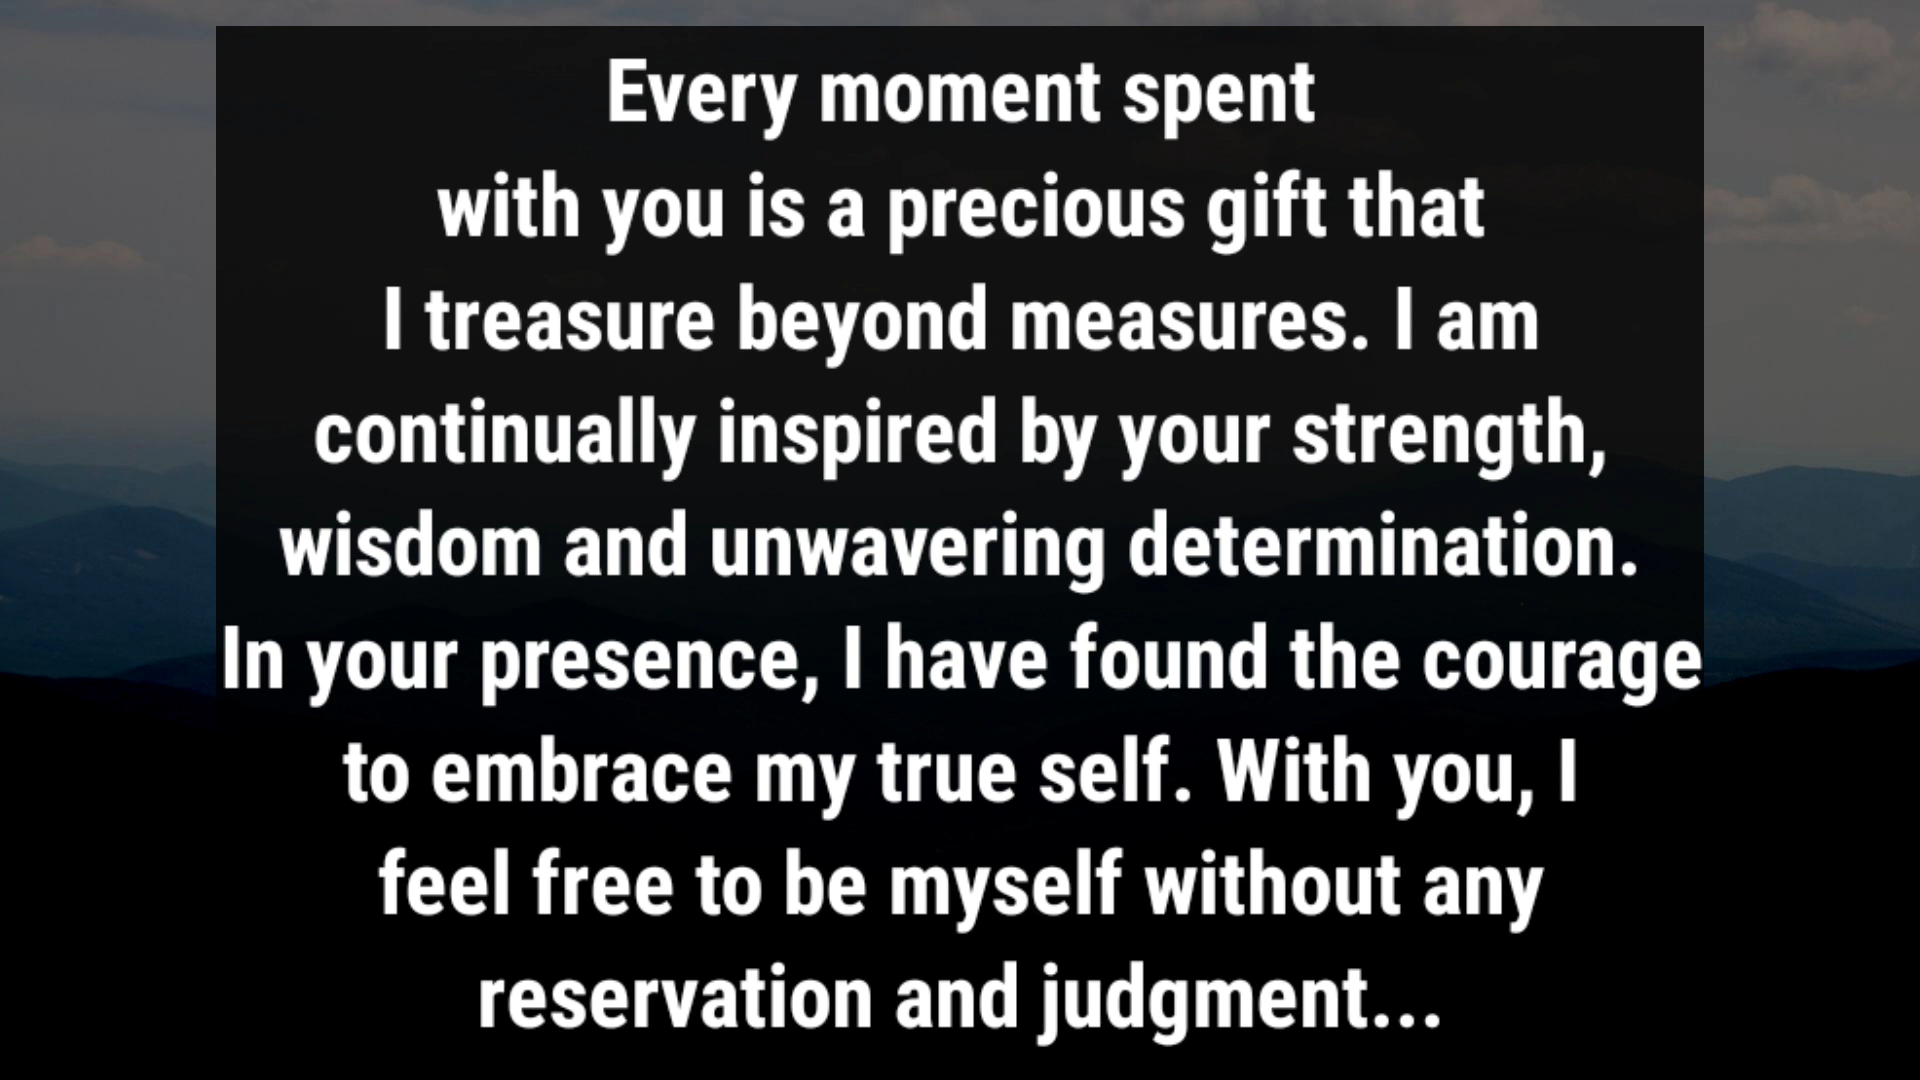 Every moment spent
with you is a precious gift that
I treasure beyond measures. I am
continually inspired by your strength,
wisdom and unwavering determination.
In your presence, I have found the courage
to embrace my true self. With you, I
feel free to be myself without any
reservation and judgment...